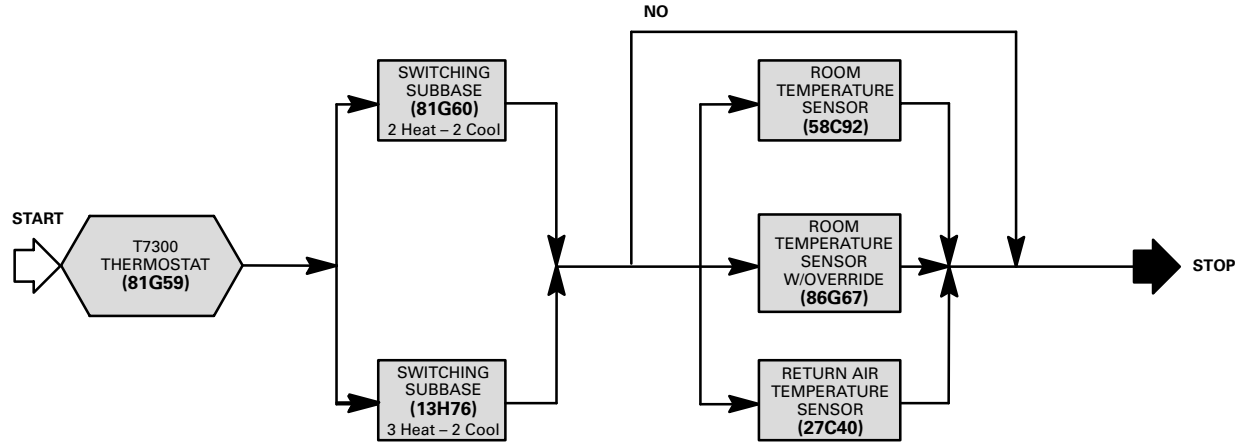 NO
SWITCHING
SUBBASE
(81G60)
2 Heat – 2 Cool
ROOM
TEMPERATURE
SENSOR
(58C92)
START
T7300
THERMOSTAT
(81G59)
ROOM
TEMPERATURE
SENSOR
W/OVERRIDE
(86G67)
STOP
SWITCHING
SUBBASE
(13H76)
3 Heat – 2 Cool
RETURN AIR
TEMPERATURE
SENSOR
(27C40)